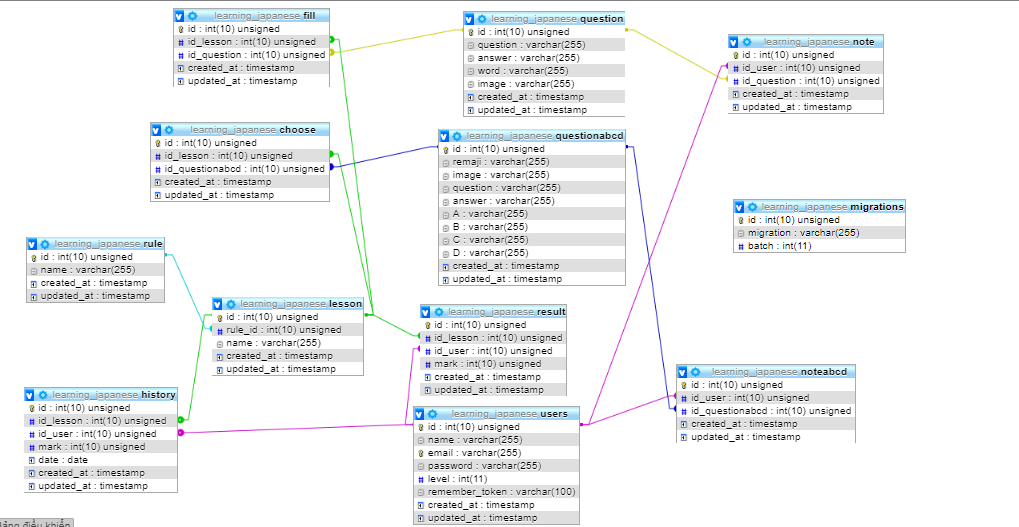 learning_japanese fill
id : int(10) unsigned
id_lesson : int(10) unsigned
id_question : int(10) unsigned
created_at : timestamp
updated_at : timestamp
learning_japanese question
id : int(10) unsigned
question : varchar(255)
answer : varchar(255)
word : varchar(255)
image : varchar(255)
created_at : timestamp
updated_at : timestamp
learning_japanese note
id : int(10) unsigned
id_user : int(10) unsigned
id_question : int(10) unsigned
created_at : timestamp
updated_at : timestamp
learning_japanese choose
id : int(10) unsigned
id_lesson : int(10) unsigned
id_questionabcd : int(10) unsigned
created_at : timestamp
updated_at : timestamp
learning_japanese questionabcd
id : int(10) unsigned
remaji : varchar(255)
image : varchar(255)
question : varchar(255)
answer : varchar(255)
A : varchar(255)
B : varchar(255)
C : varchar(255)
D : varchar(255)
created_at : timestamp
updated_at : timestamp
learning_japanese migrations
id : int(10) unsigned
migration : varchar(255)
batch : int(11)
learning_japanese rule
id : int(10) unsigned
name : varchar(255)
created_at : timestamp
updated_at : timestamp
learning_japanese lesson
id : int(10) unsigned
rule_id : int(10) unsigned
name : varchar(255)
created_at : timestamp
updated_at : timestamp
learning_japanese result
id : int(10) unsigned
id_lesson : int(10) unsigned
id_user : int(10) unsigned
mark : int(10) unsigned
created_at : timestamp
updated_at : timestamp
learning_japanese noteabcd
id : int(10) unsigned
id_user : int(10) unsigned
id_questionabcd : int(10) unsigned
created_at : timestamp
updated_at : timestamp
learning_japanese history
id : int(10) unsigned
id_lesson : int(10) unsigned
id_user : int(10) unsigned
mark : int(10) unsigned
date : date
created_at : timestamp
updated_at : timestamp
learning_japanese users
id : int(10) unsigned
name : varchar(255)
email : varchar(255)
password : varchar(255)
level : int(11)
remember_token : varchar(100)
created_at : timestamp
updated_at : timestamp
Bảng điều khiển